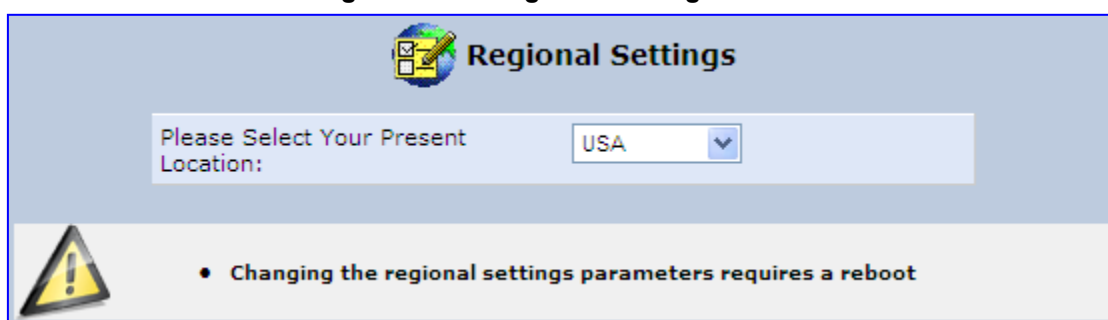 Regional Settings
Please Select Your Present
Location:
USA
• Changing the regional settings parameters requires a reboot